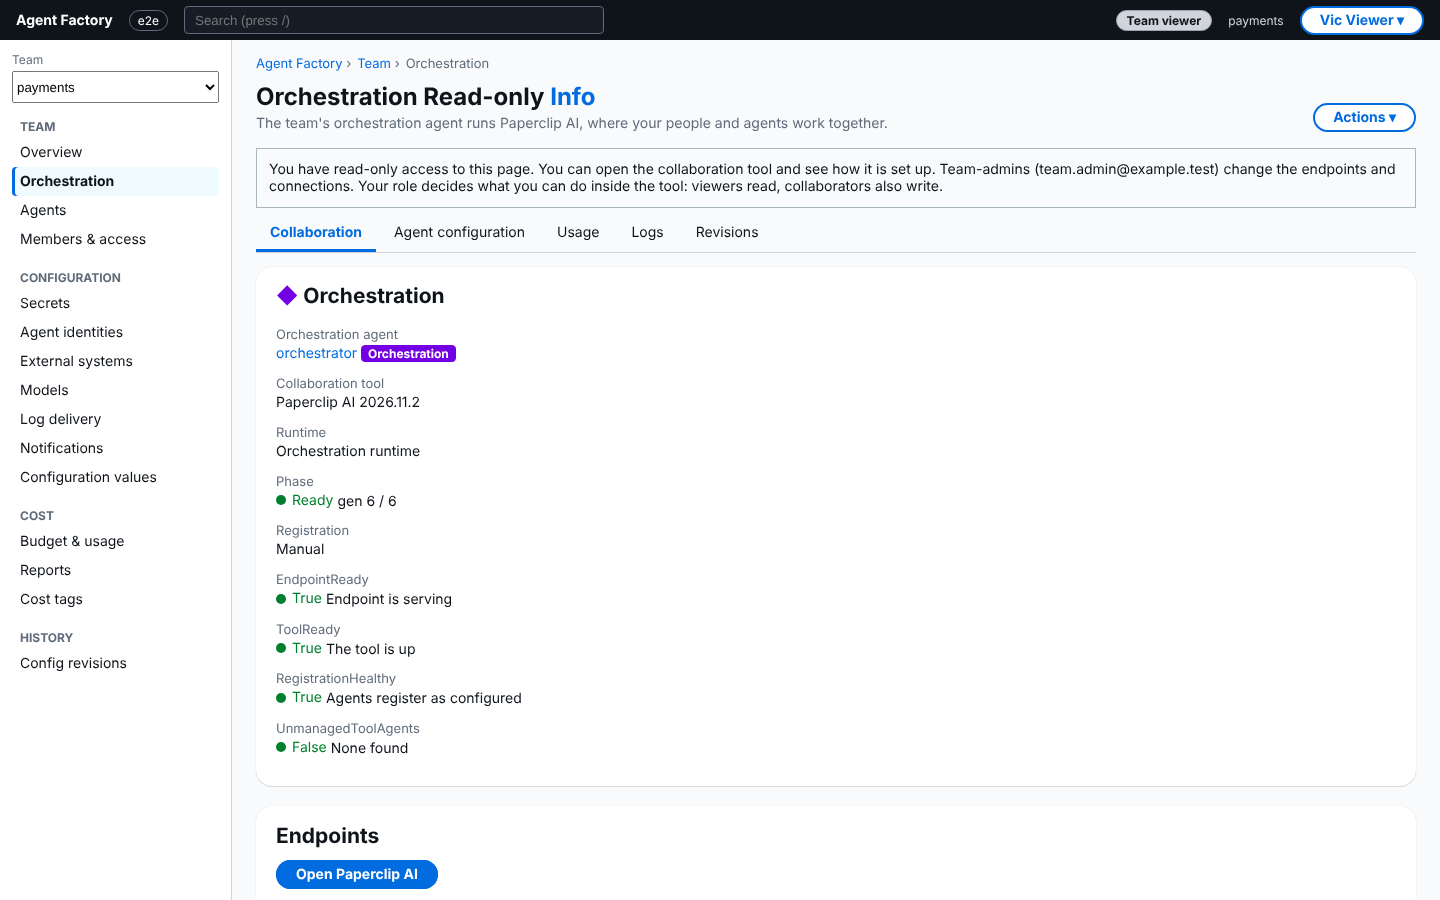 Agent Factory
e2e
Search (press /)
Team viewer
payments
Vic Viewer ▾
Team
payments
TEAM
Overview
Orchestration
Agents
Members & access
CONFIGURATION
Secrets
Agent identities
External systems
Models
Log delivery
Notifications
Configuration values
COST
Budget & usage
Reports
Cost tags
HISTORY
Config revisions
Agent Factory › Team › Orchestration
Orchestration Read-only Info
The team's orchestration agent runs Paperclip AI, where your people and agents work together.
Actions ▾
You have read-only access to this page. You can open the collaboration tool and see how it is set up. Team-admins (team.admin@example.test) change the endpoints and
connections. Your role decides what you can do inside the tool: viewers read, collaborators also write.
Collaboration
Agent configuration
Usage
Logs
Revisions
Orchestration
Orchestration agent
orchestrator Orchestration
Collaboration tool
Paperclip AI 2026.11.2
Runtime
Orchestration runtime
Phase
Ready gen 6 / 6
Registration
Manual
EndpointReady
True Endpoint is serving
ToolReady
True The tool is up
RegistrationHealthy
True Agents register as configured
UnmanagedToolAgents
False None found
Endpoints
Open Paperclip AI